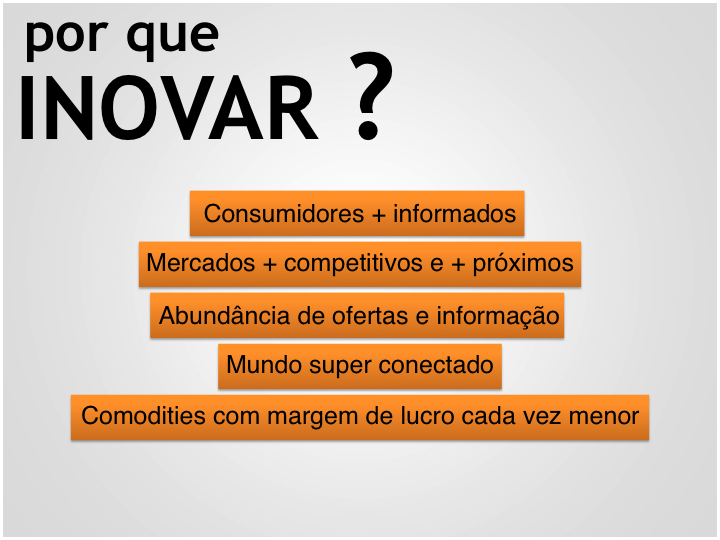 por que
INOVAR ?
Consumidores + informados
Mercados + competitivos e + próximos
Abundância de ofertas e informação
Mundo super conectado
Comodities com margem de lucro cada vez menor